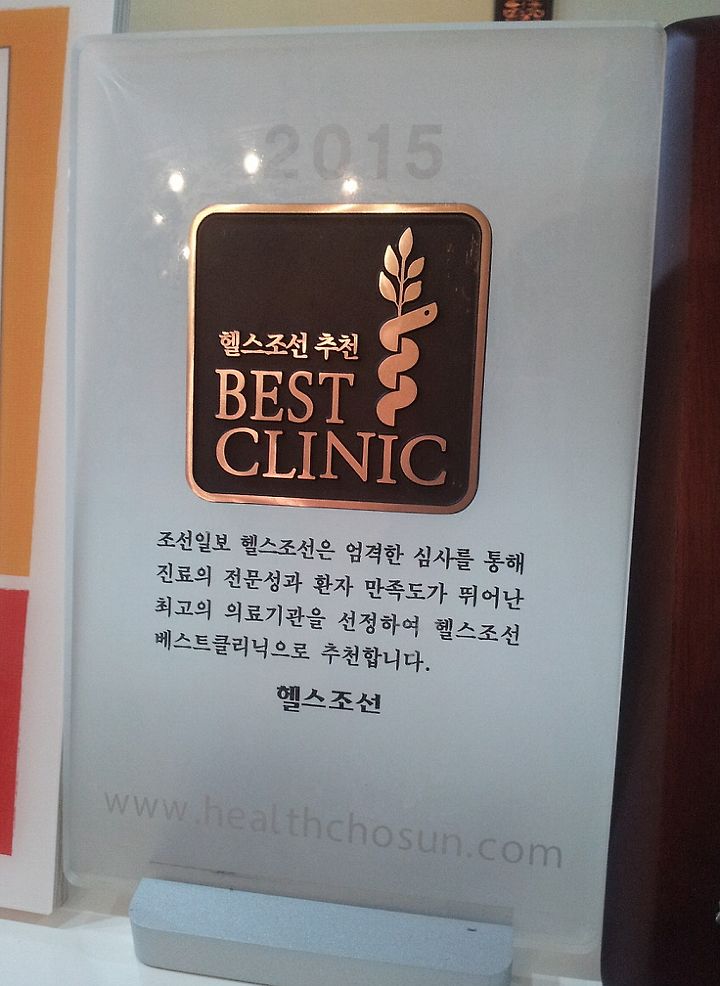 2015
헬스조선 추천
BEST
CLINIC
조선일보 헬스조선은 엄격한 심사를 통해
진료의 전문성과 환자 만족도가 뛰어난
최고의 의료기관을 선정하여 헬스조선
베스트클리닉으로 추천합니다.
헬스조선
www.healthchosun.com